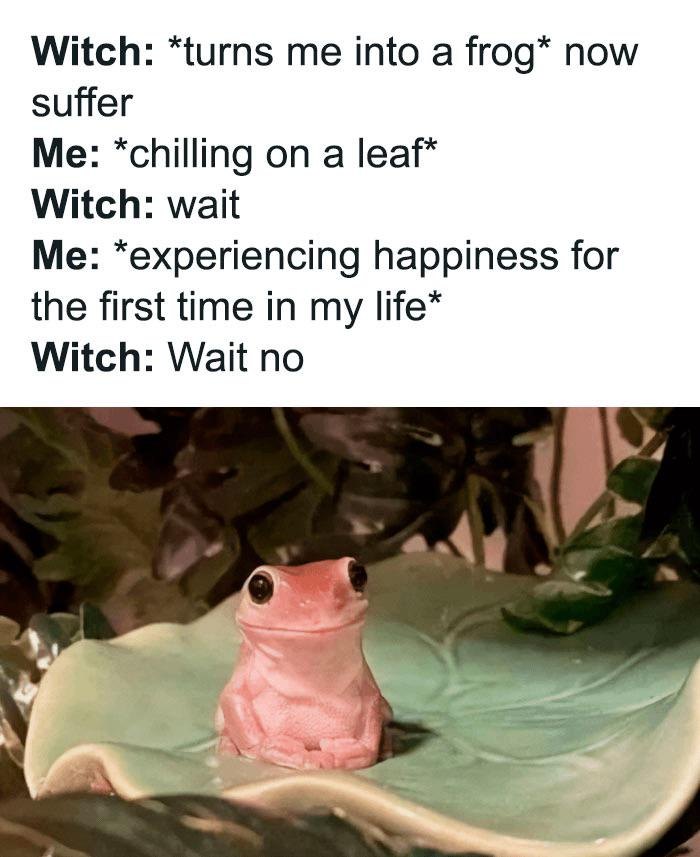 Witch: *turns me into a frog* now
suffer
Me: *chilling on a leaf*
Witch: wait
Me: *experiencing happiness for
the first time in my life*
Witch: Wait no